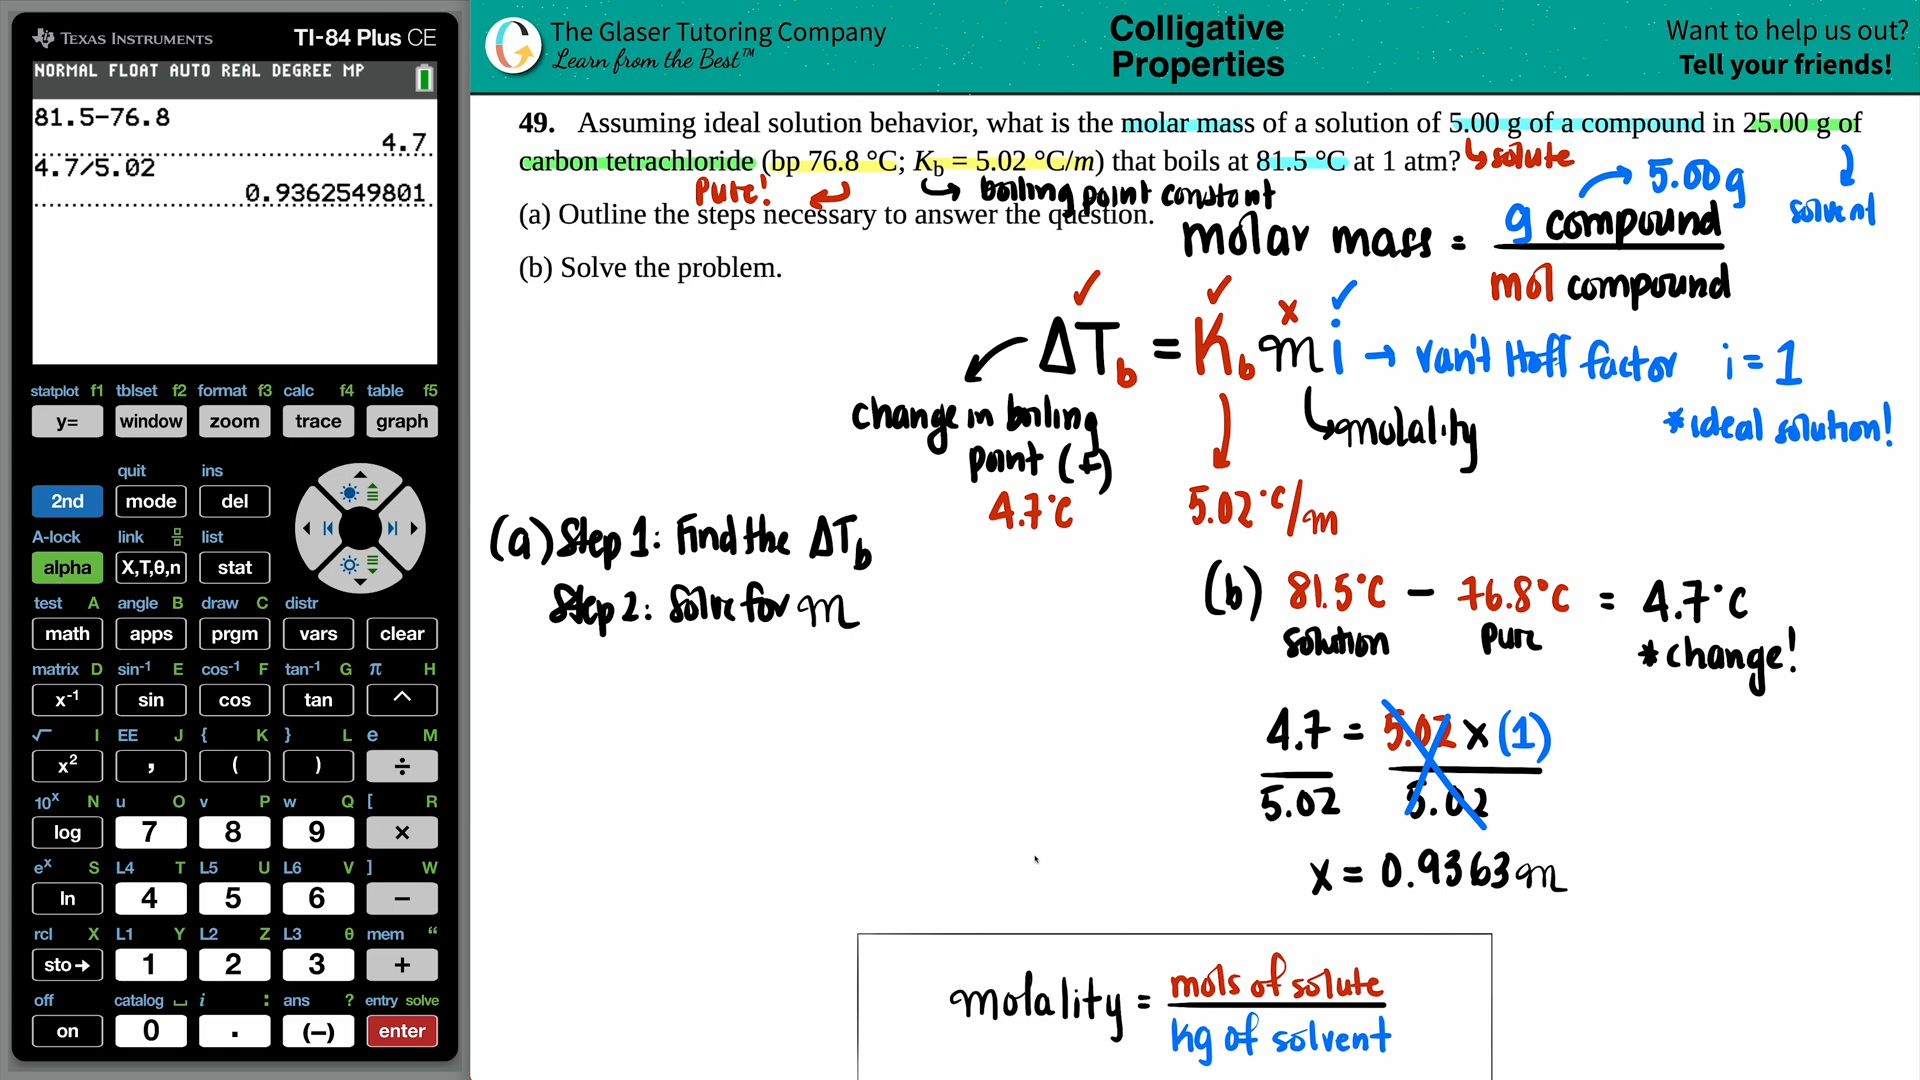 TEXAS INSTRUMENTS TI-84 Plus CE
NORMAL FLOAT AUTO REAL DEGREE MP
81.5-76.8
4.7
4.7/5.02
0.9362549801
statplot f1 tblset f2 format f3 calc f4 table f5
y= window zoom trace graph
quit ins
2nd mode del
A-lock link list
alpha X,T,θ,n stat
test A angle B draw C distr
math apps prgm vars clear
matrix D sin⁻¹ E cos⁻¹ F tan⁻¹ G π H
x⁻¹ sin cos tan ^
√ I EE J { K } L e M
x² , ( ) ÷
10ˣ N u O v P w Q [ R
log 7 8 9 ×
eˣ S L4 T L5 U L6 V ] W
ln 4 5 6 −
rcl X L1 Y L2 Z L3 θ mem “
sto→ 1 2 3 +
off catalog ⎵ i : ans ? entry solve
on 0 . (−) enter
The Glaser Tutoring Company
Learn from the Best™
Colligative
Properties
Want to help us out?
Tell your friends!
49. Assuming ideal solution behavior, what is the molar mass of a solution of 5.00 g of a compound in 25.00 g of
carbon tetrachloride (bp 76.8 °C; Kb = 5.02 °C/m) that boils at 81.5 °C at 1 atm?
↳ solute
Pure! ↩ ↳ boiling point constant
5.00g
solvent
(a) Outline the steps necessary to answer the question.
(b) Solve the problem.
molar mass = g compound
mol compound
✓ ✓ x ✓
ΔTb = Kb m i → van't Hoff factor i = 1
*ideal solution!
change in boiling
point (+)
4.7°C
molality
5.02 °C/m
(a) Step 1: Find the ΔTb
Step 2: Solve for m
(b) 81.5°C − 76.8°C = 4.7°C
solution pure *change!
4.7 = 5.02 x (1)
5.02 5.02
x = 0.9363 m
molality = mols of solute
kg of solvent